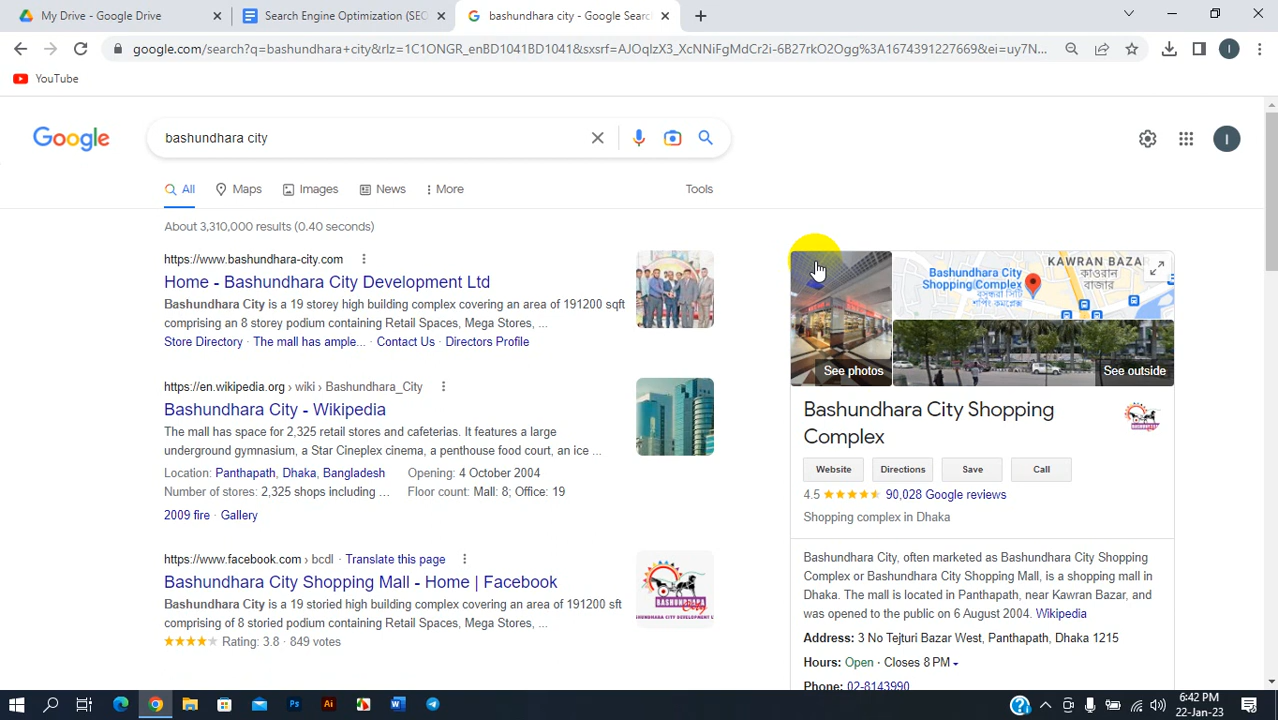 My Drive - Google Drive
Search Engine Optimization (SEO
bashundhara city - Google Searc
google.com/search?q=bashundhara+city&rlz=1C1ONGR_enBD1041BD1041&sxsrf=AJOqlzX3_XcNNiFgMdCr2i-6B27rkO2Ogg%3A1674391227669&ei=uy7N...
YouTube
Google
bashundhara city
All
Maps
Images
News
More
Tools
About 3,310,000 results (0.40 seconds)
https://www.bashundhara-city.com
Home - Bashundhara City Development Ltd
Bashundhara City is a 19 storey high building complex covering an area of 191200 sqft
comprising an 8 storey podium containing Retail Spaces, Mega Stores, ...
Store Directory · The mall has ample... · Contact Us · Directors Profile
https://en.wikipedia.org › wiki › Bashundhara_City
Bashundhara City - Wikipedia
The mall has space for 2,325 retail stores and cafeterias. It features a large
underground gymnasium, a Star Cineplex cinema, a penthouse food court, an ice ...
Location: Panthapath, Dhaka, Bangladesh
Opening: 4 October 2004
Number of stores: 2,325 shops including ...
Floor count: Mall: 8; Office: 19
2009 fire · Gallery
https://www.facebook.com › bcdl · Translate this page
Bashundhara City Shopping Mall - Home | Facebook
Bashundhara City is a 19 storied high building complex covering an area of 191200 sft
comprising of 8 storied podium containing Retail Spaces, Mega Stores, ...
Rating: 3.8 · 849 votes
KAWRAN BAZAR
কাওরান
বাজার
Bashundhara City
Shopping Complex
বসুন্ধরা সিটি
শপিং কমপ্লেক্স
See photos
See outside
Bashundhara City Shopping
Complex
Website
Directions
Save
Call
4.5
90,028 Google reviews
Shopping complex in Dhaka
Bashundhara City, often marketed as Bashundhara City Shopping
Complex or Bashundhara City Shopping Mall, is a shopping mall in
Dhaka. The mall is located in Panthapath, near Kawran Bazar, and
was opened to the public on 6 August 2004. Wikipedia
Address: 3 No Tejturi Bazar West, Panthapath, Dhaka 1215
Hours: Open · Closes 8 PM
Phone: 02-8143990
6:42 PM
22-Jan-23